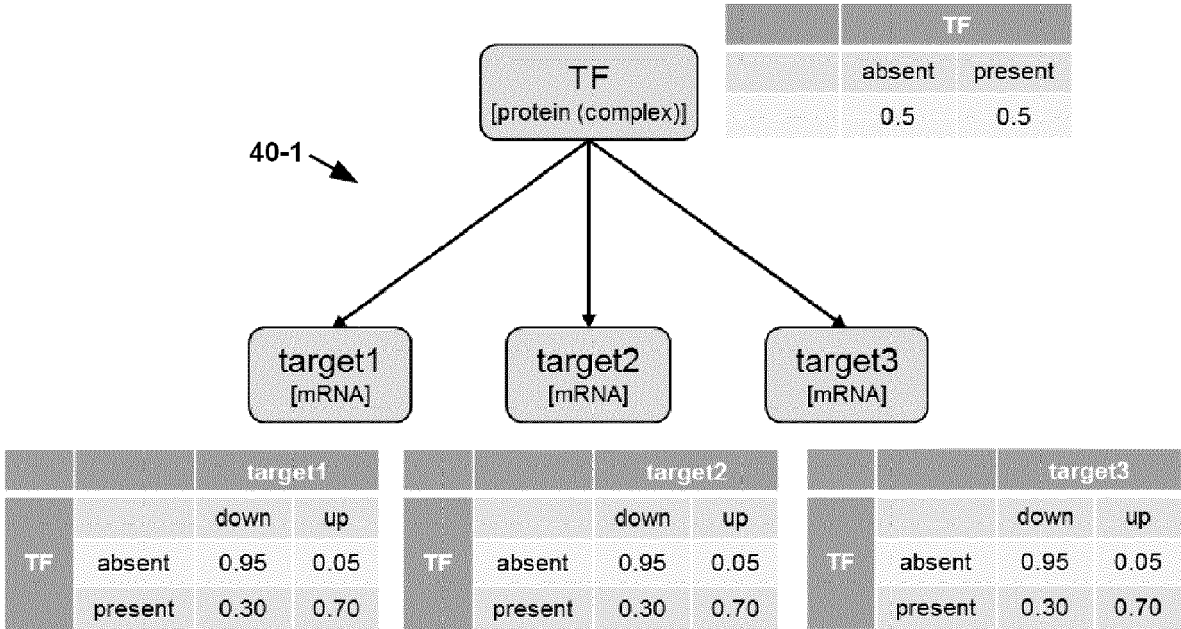 TF
absent present
0.5 0.5
TF
[protein (complex)]
40-1
target1
[mRNA]
target2
[mRNA]
target3
[mRNA]
target1
down up
TF absent 0.95 0.05
present 0.30 0.70
target2
down up
TF absent 0.95 0.05
present 0.30 0.70
target3
down up
TF absent 0.95 0.05
present 0.30 0.70